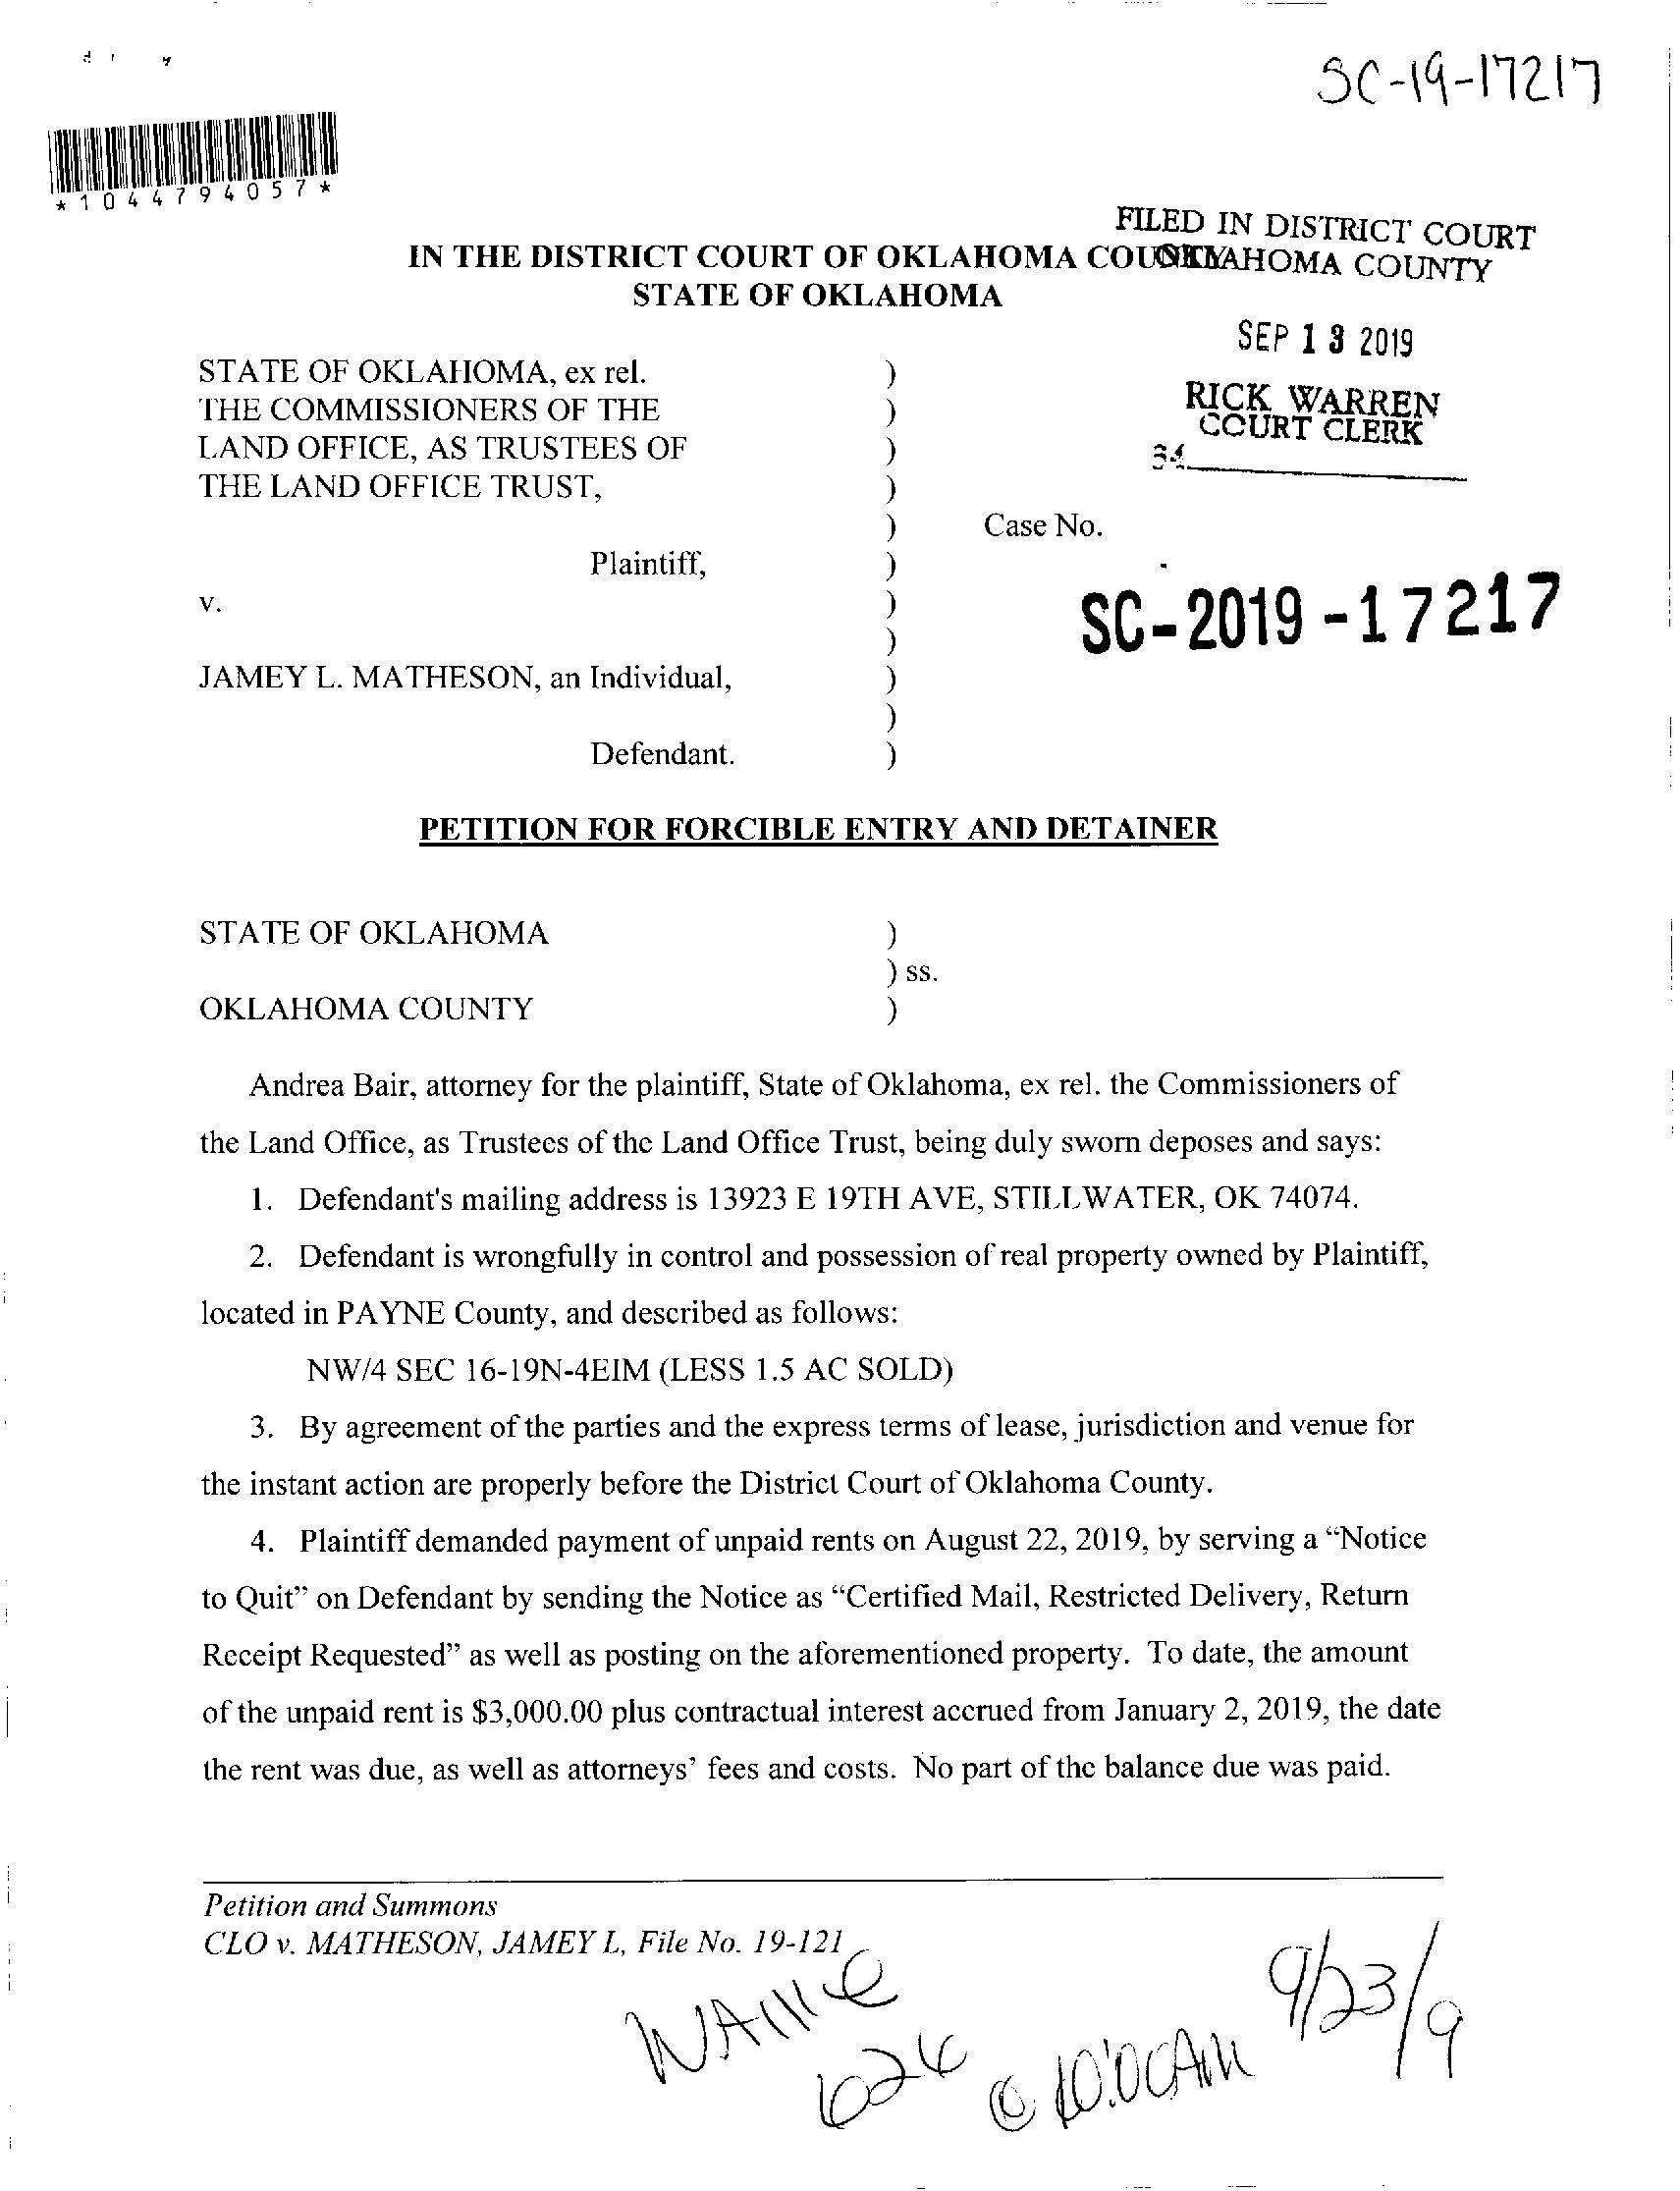 SC-19-17217
*1044794057*
FILED IN DISTRICT COURT
OKLAHOMA COUNTY
IN THE DISTRICT COURT OF OKLAHOMA COUNTY
STATE OF OKLAHOMA
SEP 13 2019
RICK WARREN
COURT CLERK
34
STATE OF OKLAHOMA, ex rel. )
THE COMMISSIONERS OF THE )
LAND OFFICE, AS TRUSTEES OF )
THE LAND OFFICE TRUST, )
) Case No.
Plaintiff, )
v. )
SC-2019-17217
)
JAMEY L. MATHESON, an Individual, )
)
Defendant. )
PETITION FOR FORCIBLE ENTRY AND DETAINER
STATE OF OKLAHOMA )
) ss.
OKLAHOMA COUNTY )
Andrea Bair, attorney for the plaintiff, State of Oklahoma, ex rel. the Commissioners of
the Land Office, as Trustees of the Land Office Trust, being duly sworn deposes and says:
1. Defendant's mailing address is 13923 E 19TH AVE, STILLWATER, OK 74074.
2. Defendant is wrongfully in control and possession of real property owned by Plaintiff,
located in PAYNE County, and described as follows:
NW/4 SEC 16-19N-4EIM (LESS 1.5 AC SOLD)
3. By agreement of the parties and the express terms of lease, jurisdiction and venue for
the instant action are properly before the District Court of Oklahoma County.
4. Plaintiff demanded payment of unpaid rents on August 22, 2019, by serving a “Notice
to Quit” on Defendant by sending the Notice as “Certified Mail, Restricted Delivery, Return
Receipt Requested” as well as posting on the aforementioned property. To date, the amount
of the unpaid rent is $3,000.00 plus contractual interest accrued from January 2, 2019, the date
the rent was due, as well as attorneys’ fees and costs. No part of the balance due was paid.
Petition and Summons
CLO v. MATHESON, JAMEY L, File No. 19-121
9/23/19
@ 10:00AM